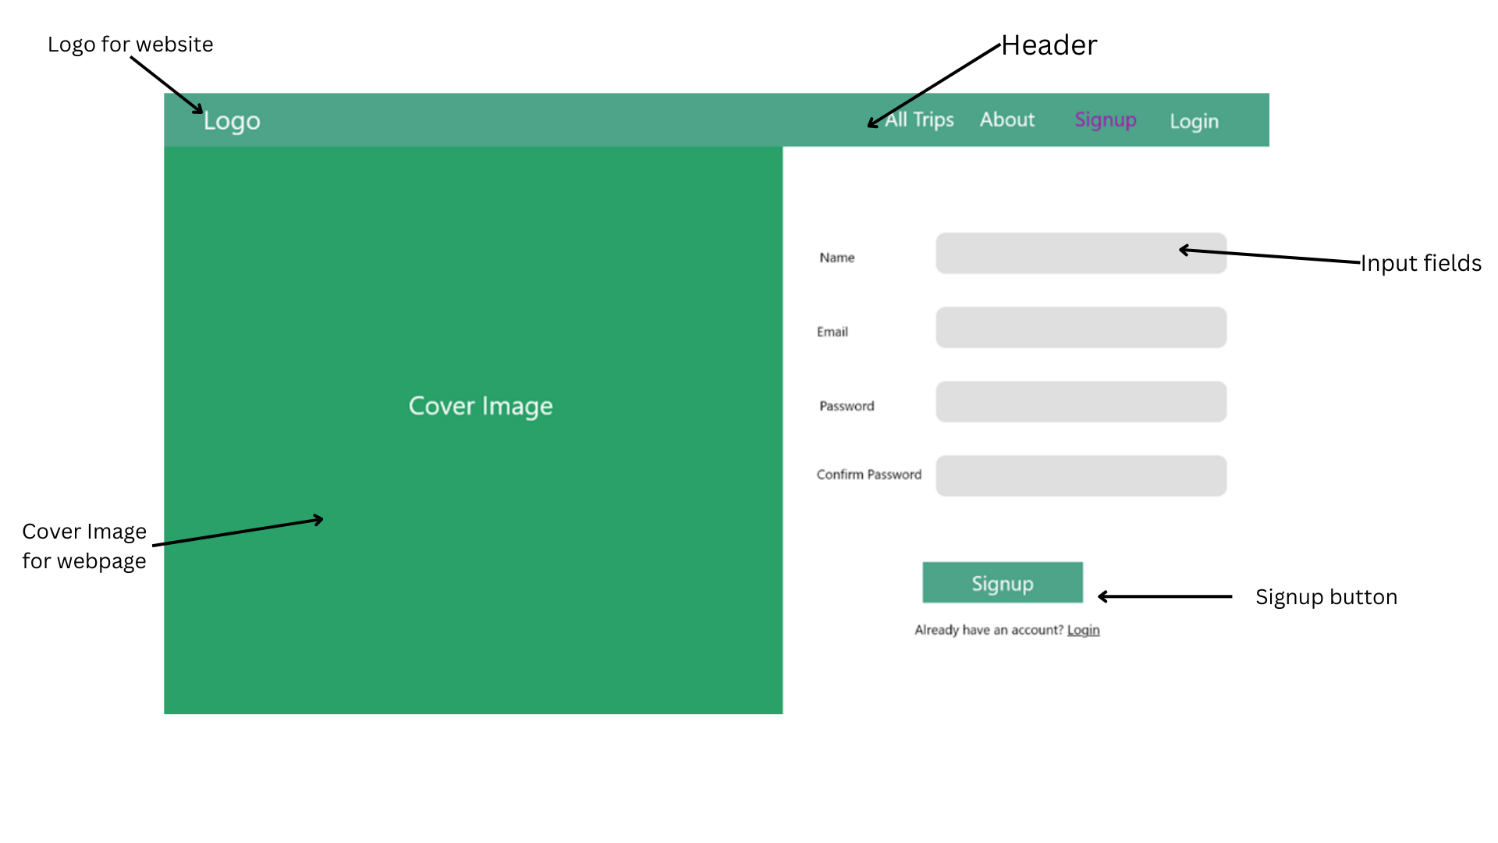 Logo for website
Header
Logo
All Trips
About
Signup
Login
Name
Input fields
Email
Cover Image
Password
Confirm Password
Cover Image
for webpage
Signup
Signup button
Already have an account? Login